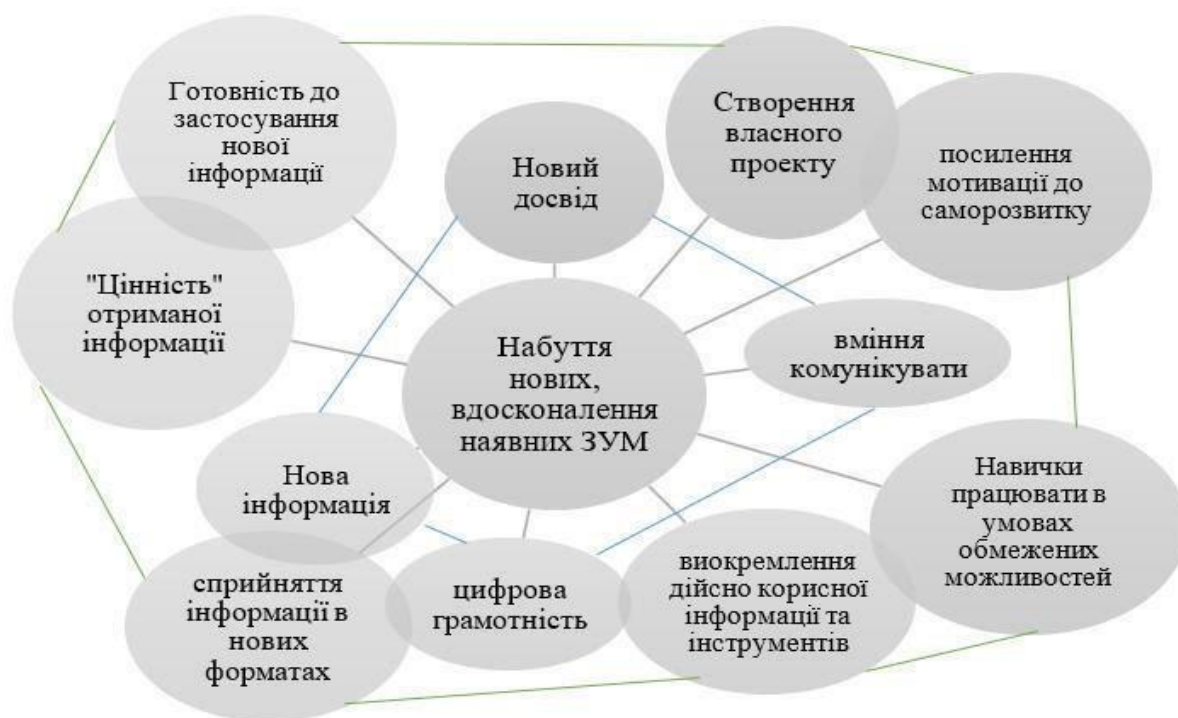 Готовність до
застосування
нової
інформації
Створення
власного
проекту
Новий
досвід
посилення
мотивації до
саморозвитку
"Цінність"
отриманої
інформації
Набуття
нових,
вдосконалення
наявних ЗУМ
вміння
комунікувати
Нова
інформація
Навички
працювати в
умовах
обмежених
можливостей
сприйняття
інформації в
нових
форматах
цифрова
грамотність
виокремлення
дійсно корисної
інформації та
інструментів